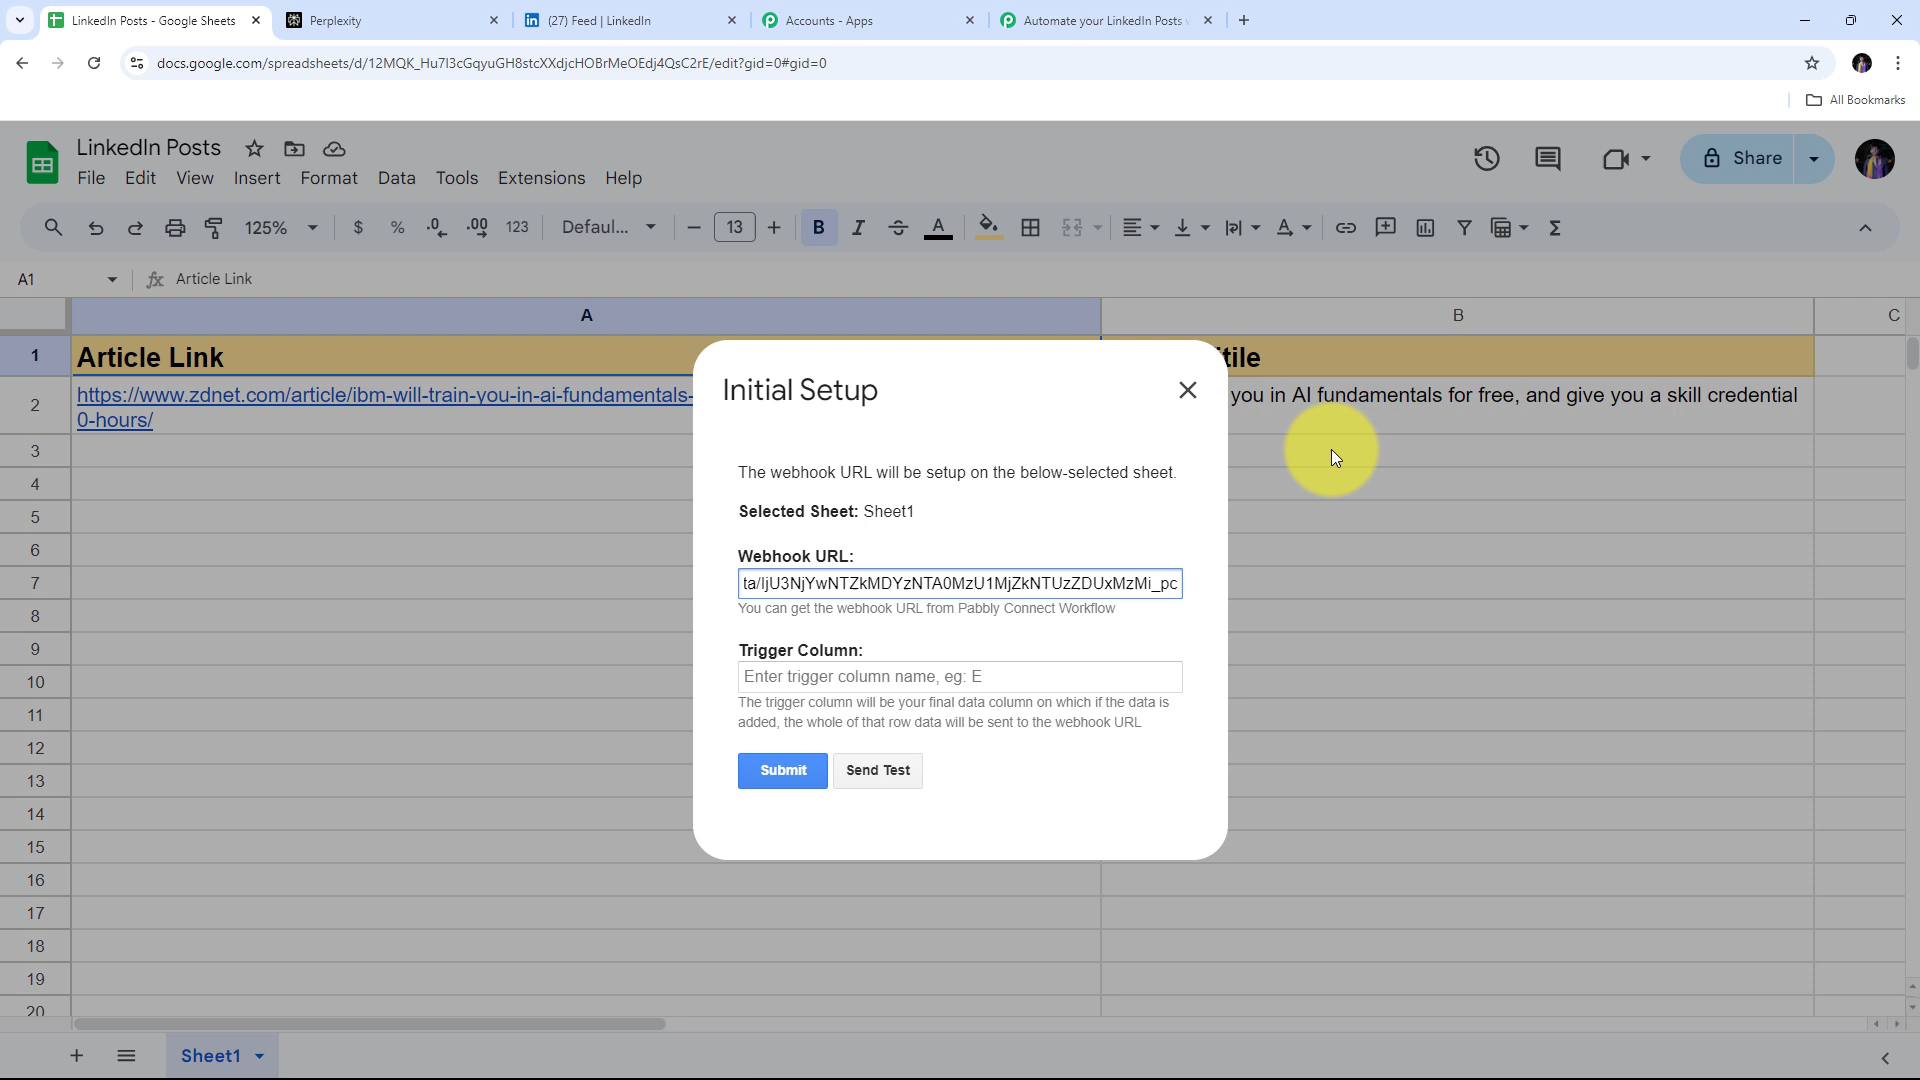 LinkedIn Posts - Google Sheets
Perplexity
(27) Feed | LinkedIn
Accounts - Apps
Automate your LinkedIn Posts
docs.google.com/spreadsheets/d/12MQK_Hu7I3cGqyuGH8stcXXdjcHOBrMeOEdj4QsC2rE/edit?gid=0#gid=0
All Bookmarks
LinkedIn Posts
Share
File Edit View Insert Format Data Tools Extensions Help
125% $ % .0 .00 123 Defaul... 13 B I A
A1 fx Article Link
A B C
1 Article Link tile
2 https://www.zdnet.com/article/ibm-will-train-you-in-ai-fundamentals- you in AI fundamentals for free, and give you a skill credential
0-hours/
3
4
5
6
7
8
9
10
11
12
13
14
15
16
17
18
19
20
Initial Setup
The webhook URL will be setup on the below-selected sheet.
Selected Sheet: Sheet1
Webhook URL:
ta/IjU3NjYwNTZkMDYzNTA0MzU1MjZkNTUzZDUxMzMi_pc
You can get the webhook URL from Pabbly Connect Workflow
Trigger Column:
Enter trigger column name, eg: E
The trigger column will be your final data column on which if the data is
added, the whole of that row data will be sent to the webhook URL
Submit Send Test
Sheet1